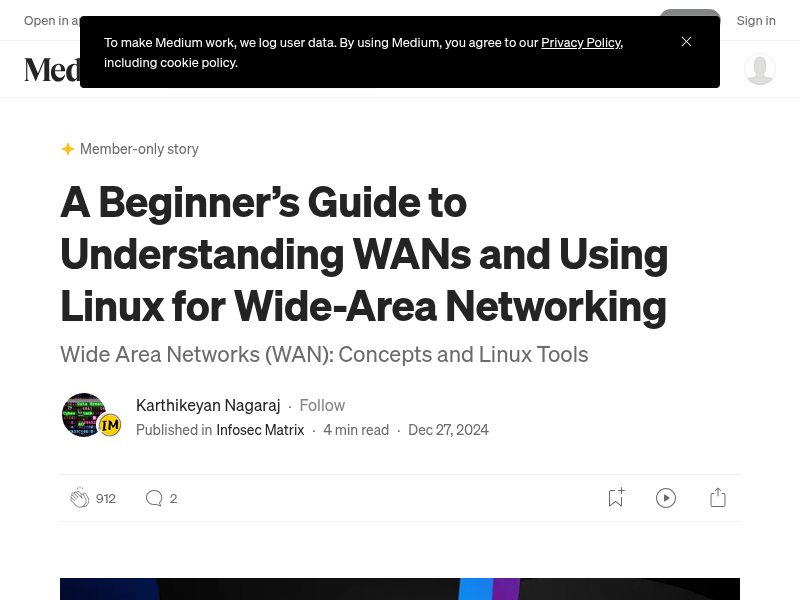 Open in a
Sign in
To make Medium work, we log user data. By using Medium, you agree to our Privacy Policy,
including cookie policy.
Med
Member-only story
A Beginner’s Guide to
Understanding WANs and Using
Linux for Wide-Area Networking
Wide Area Networks (WAN): Concepts and Linux Tools
Karthikeyan Nagaraj · Follow
IM
Published in Infosec Matrix · 4 min read · Dec 27, 2024
912
2